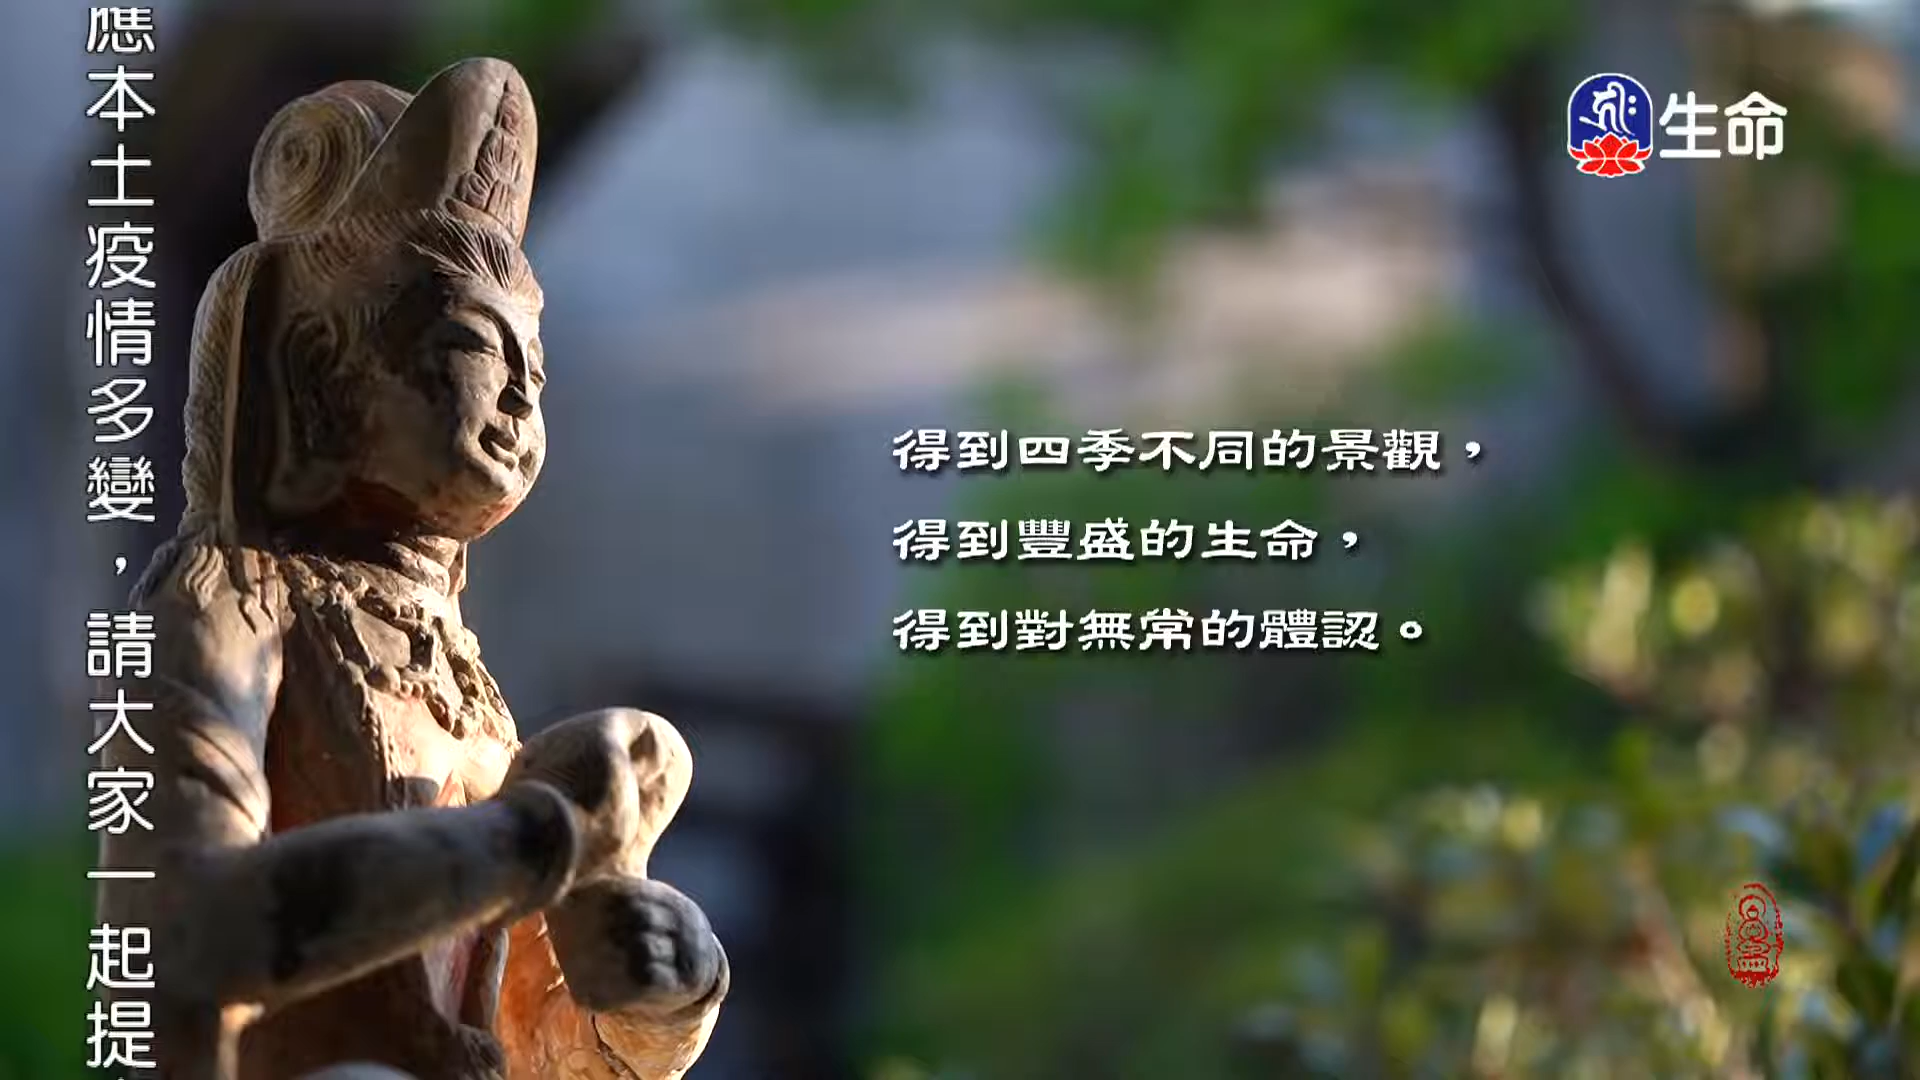 應本土疫情多變，請大家一起提
生命
得到四季不同的景觀，
得到豐盛的生命，
得到對無常的體認。